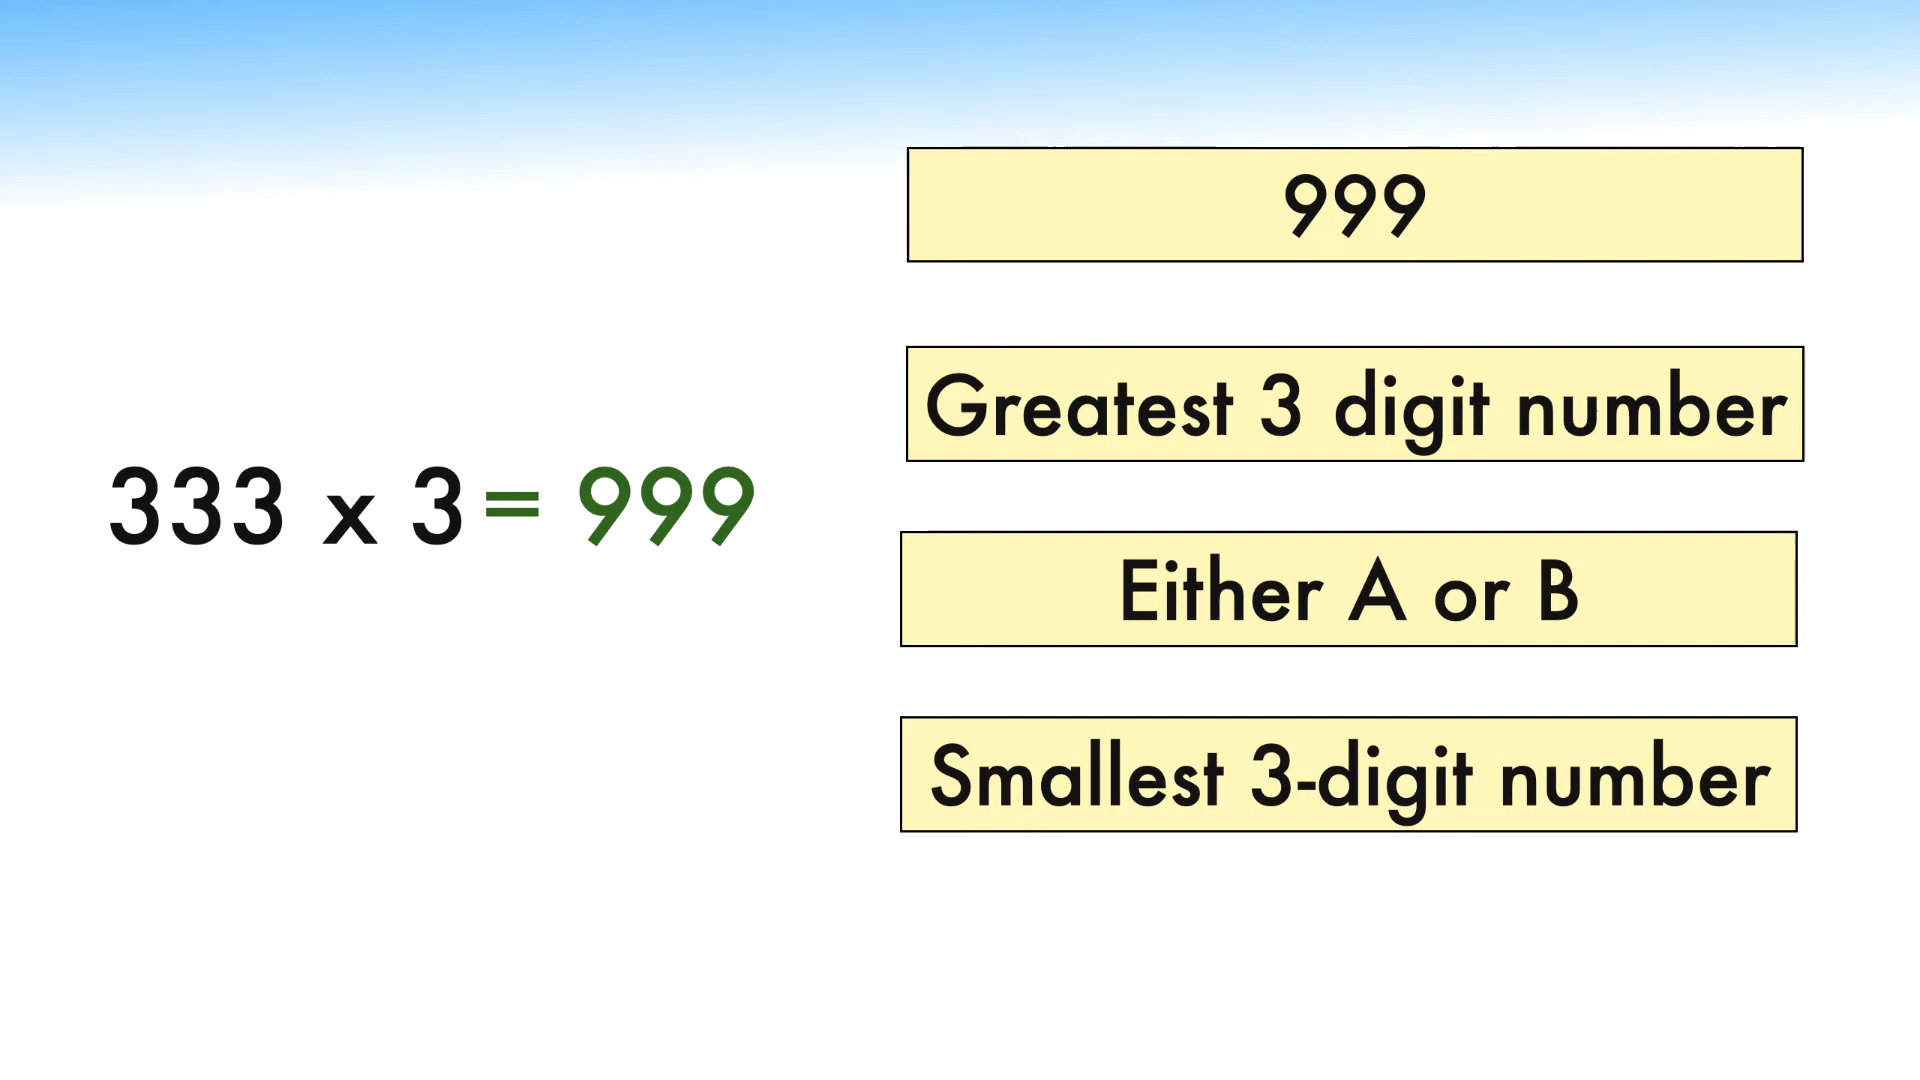 333 x 3 = 999
999
Greatest 3 digit number
Either A or B
Smallest 3-digit number